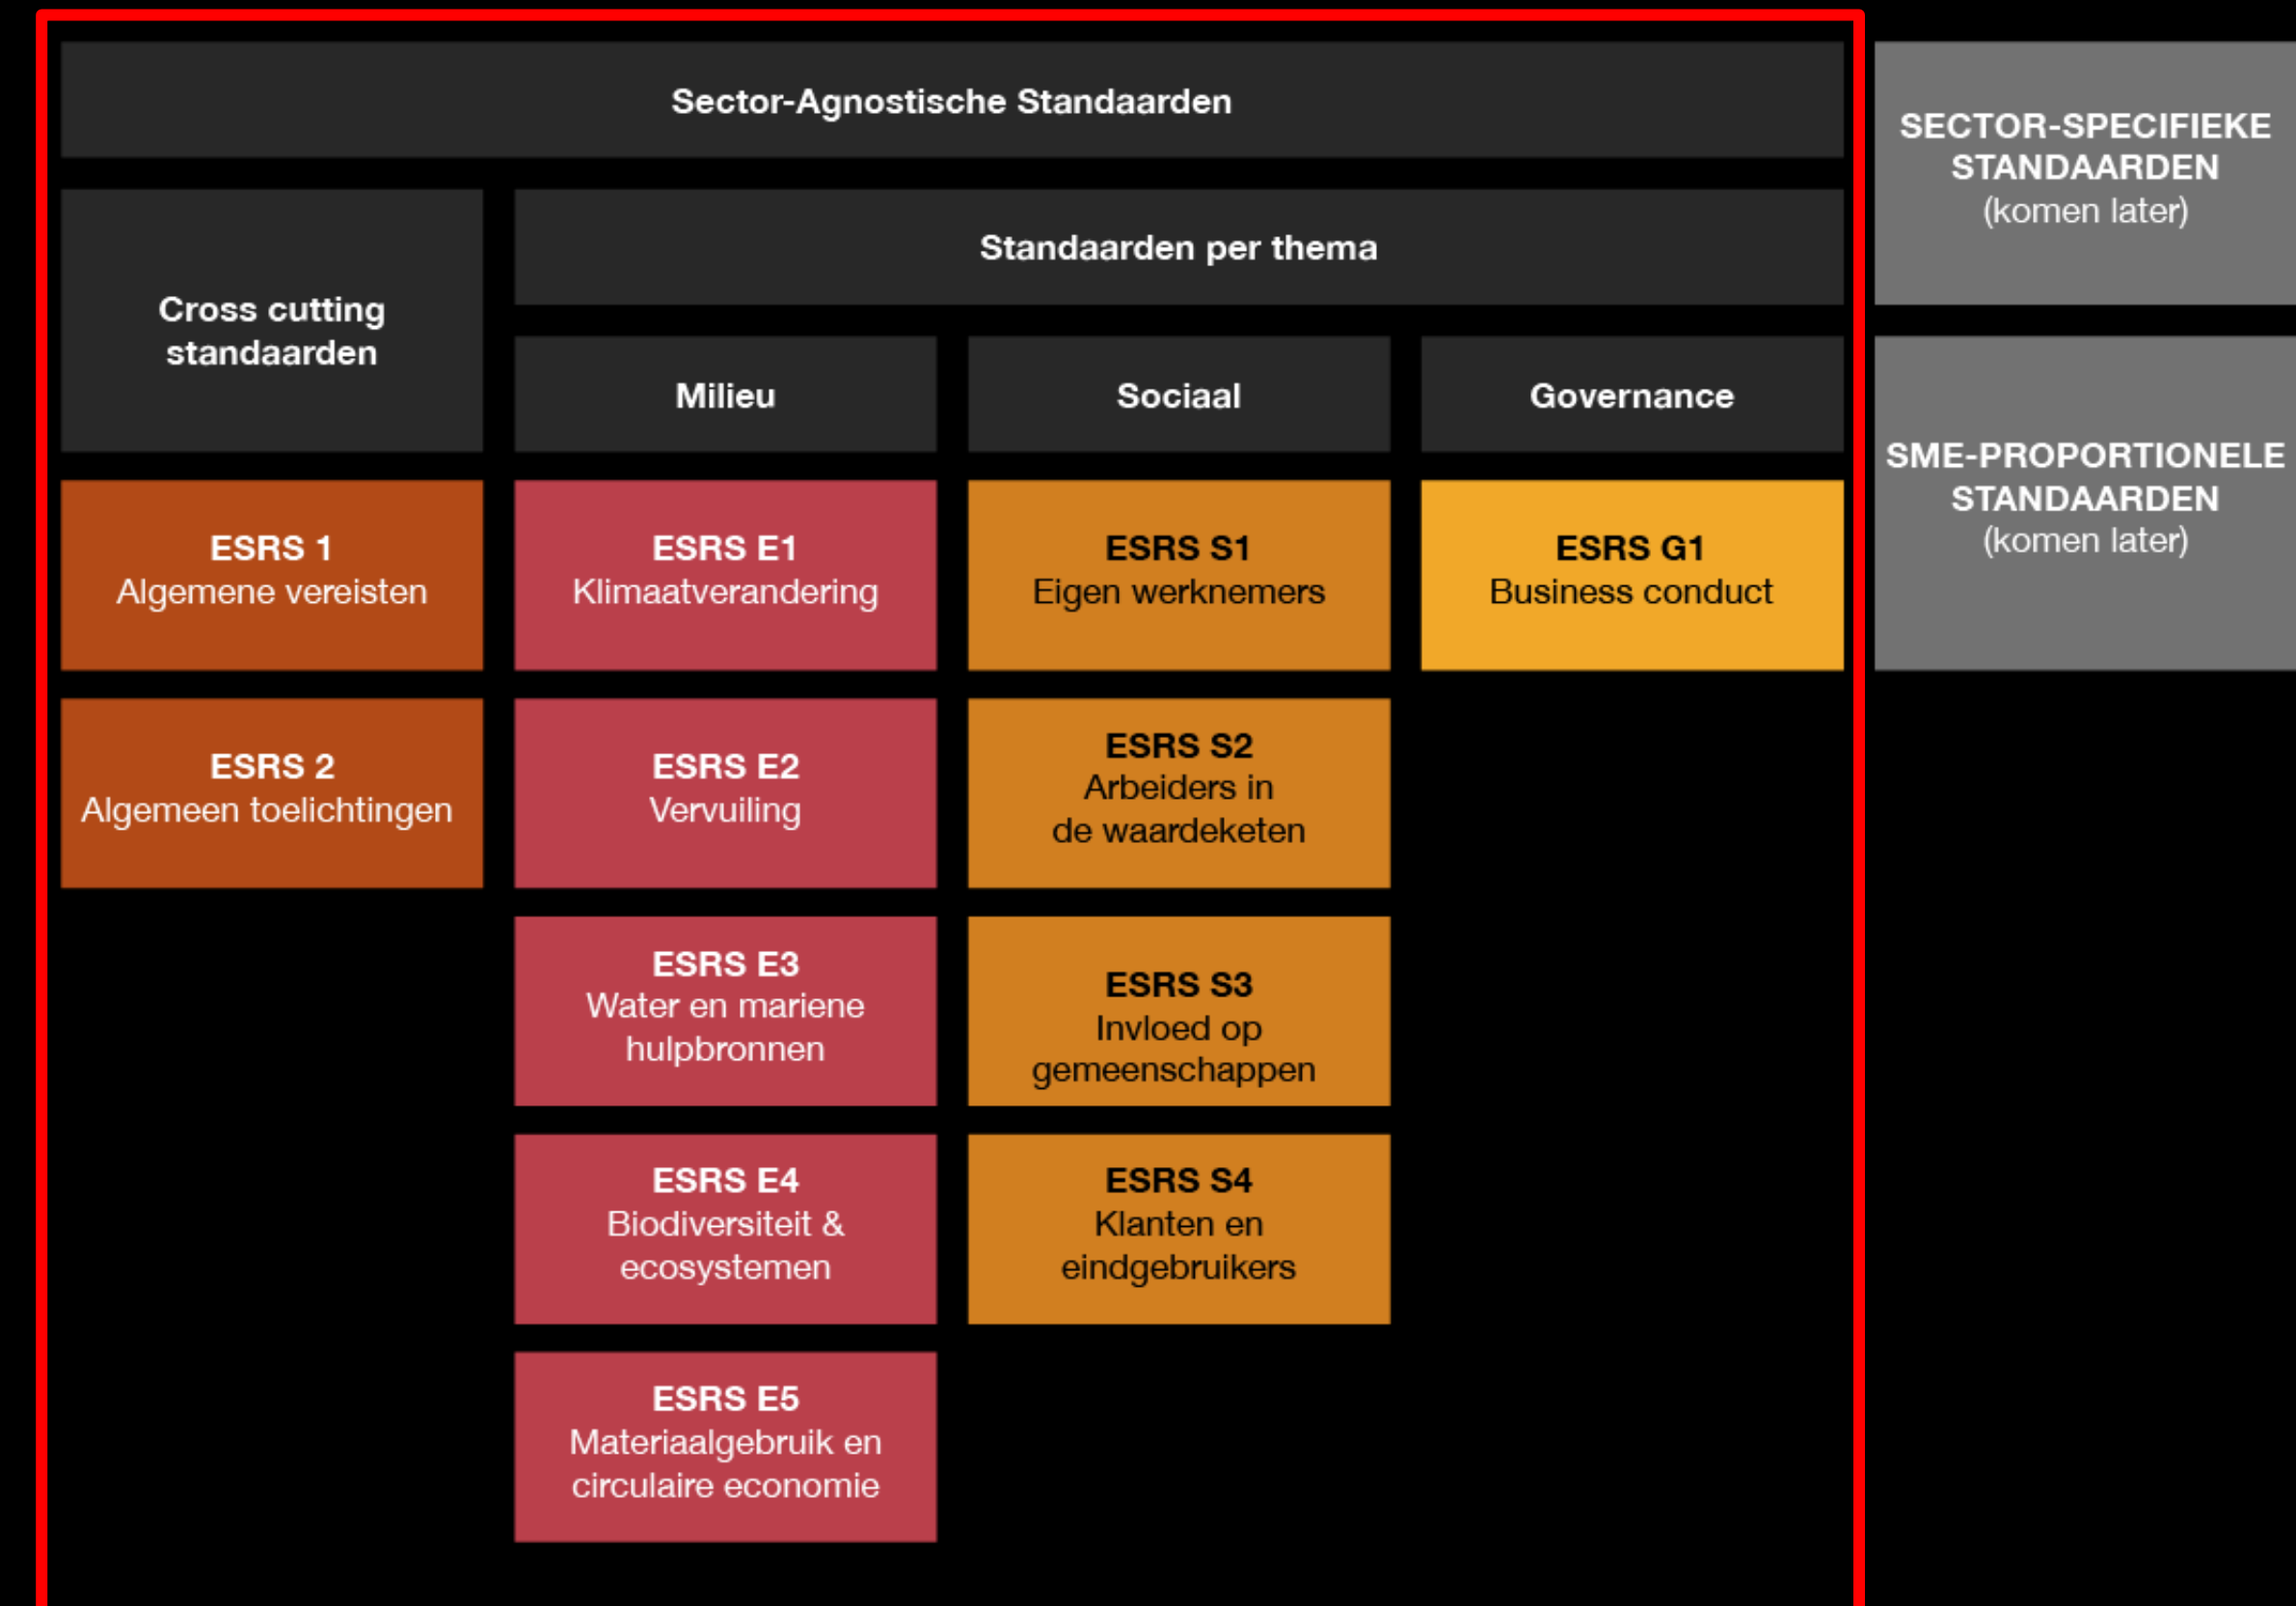 Sector-Agnostische Standaarden
SECTOR-SPECIFIEKE
STANDAARDEN
(komen later)
Cross cutting
standaarden
Standaarden per thema
Milieu
Sociaal
Governance
SME-PROPORTIONELE
STANDAARDEN
(komen later)
ESRS 1
Algemene vereisten
ESRS E1
Klimaatverandering
ESRS S1
Eigen werknemers
ESRS G1
Business conduct
ESRS 2
Algemeen toelichtingen
ESRS E2
Vervuiling
ESRS S2
Arbeiders in
de waardeketen
ESRS E3
Water en mariene
hulpbronnen
ESRS S3
Invloed op
gemeenschappen
ESRS E4
Biodiversiteit &
ecosystemen
ESRS S4
Klanten en
eindgebruikers
ESRS E5
Materiaalgebruik en
circulaire economie